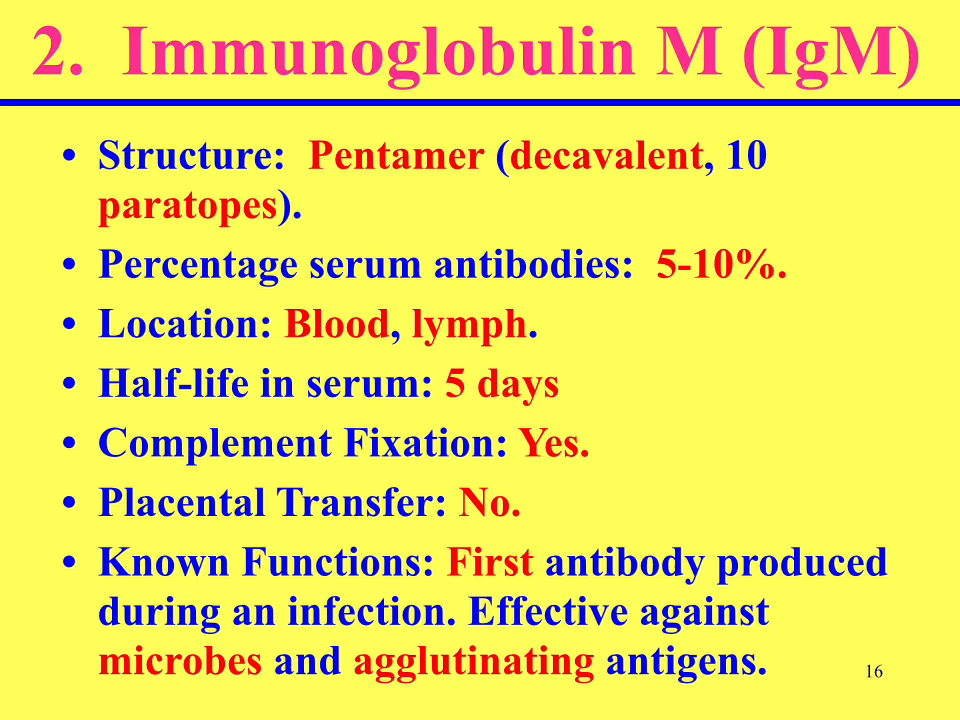 2. Immunoglobulin M (IgM)
• Structure: Pentamer (decavalent, 10
paratopes).
• Percentage serum antibodies: 5-10%.
• Location: Blood, lymph.
• Half-life in serum: 5 days
• Complement Fixation: Yes.
• Placental Transfer: No.
• Known Functions: First antibody produced
during an infection. Effective against
microbes and agglutinating antigens.
16